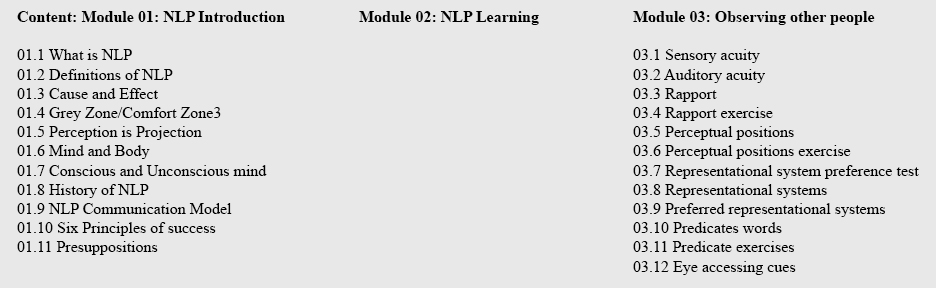 Content: Module 01: NLP Introduction
01.1 What is NLP
01.2 Definitions of NLP
01.3 Cause and Effect
01.4 Grey Zone/Comfort Zone3
01.5 Perception is Projection
01.6 Mind and Body
01.7 Conscious and Unconscious mind
01.8 History of NLP
01.9 NLP Communication Model
01.10 Six Principles of success
01.11 Presuppositions
Module 02: NLP Learning
Module 03: Observing other people
03.1 Sensory acuity
03.2 Auditory acuity
03.3 Rapport
03.4 Rapport exercise
03.5 Perceptual positions
03.6 Perceptual positions exercise
03.7 Representational system preference test
03.8 Representational systems
03.9 Preferred representational systems
03.10 Predicates words
03.11 Predicate exercises
03.12 Eye accessing cues